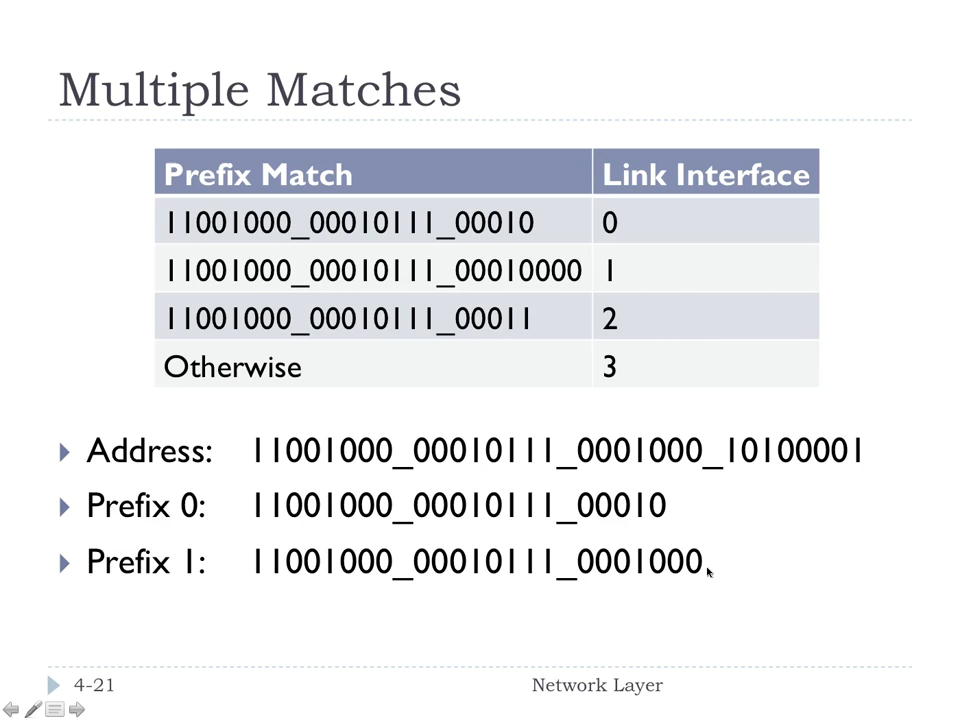 Multiple Matches
Prefix Match Link Interface
11001000_00010111_00010 0
11001000_00010111_00010000 1
11001000_00010111_00011 2
Otherwise 3
Address: 11001000_00010111_0001000_10100001
Prefix 0: 11001000_00010111_00010
Prefix 1: 11001000_00010111_0001000
4-21 Network Layer